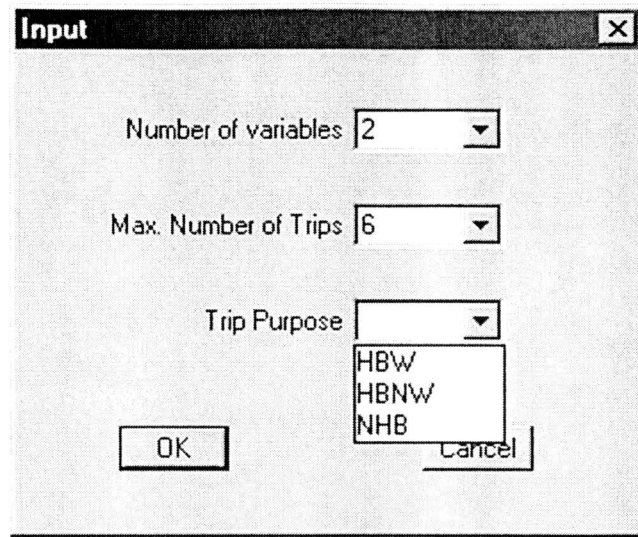 Input
Number of variables 2
Max. Number of Trips 6
Trip Purpose
HBW
HBNW
NHB
OK Cancel